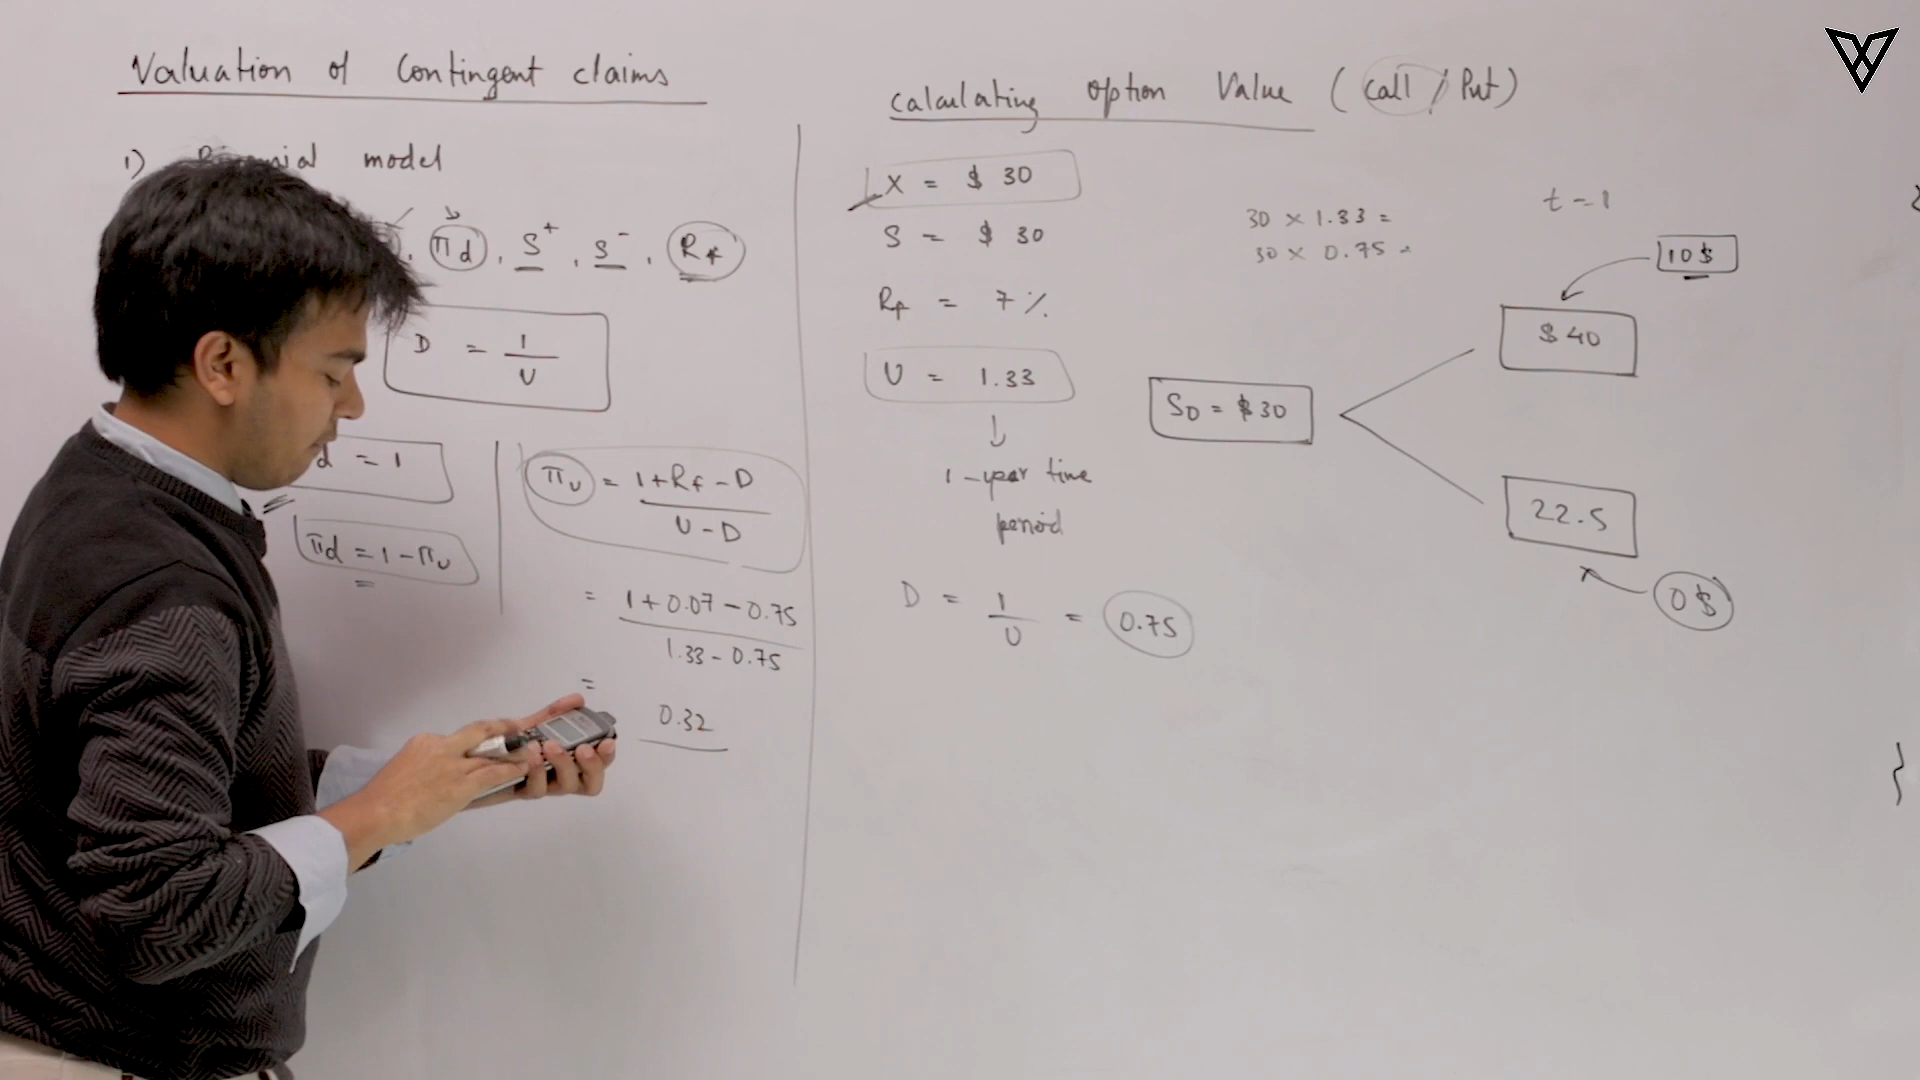 Valuation of Contingent claims
1) Binomial model
, πd , S+ , S- , Rf
D = 1/U
d = 1
πd = 1 - πu
πu = 1+Rf - D / U - D
= 1 + 0.07 - 0.75 / 1.33 - 0.75
=
0.32
Calculating option Value ( Call / Put )
X = $ 30
S = $ 30
Rf = 7 %
U = 1.33
1-year time
period
D = 1/U = 0.75
30 × 1.33 =
30 × 0.75 =
t = 1
10$
$ 40
S0 = $30
22.5
0$